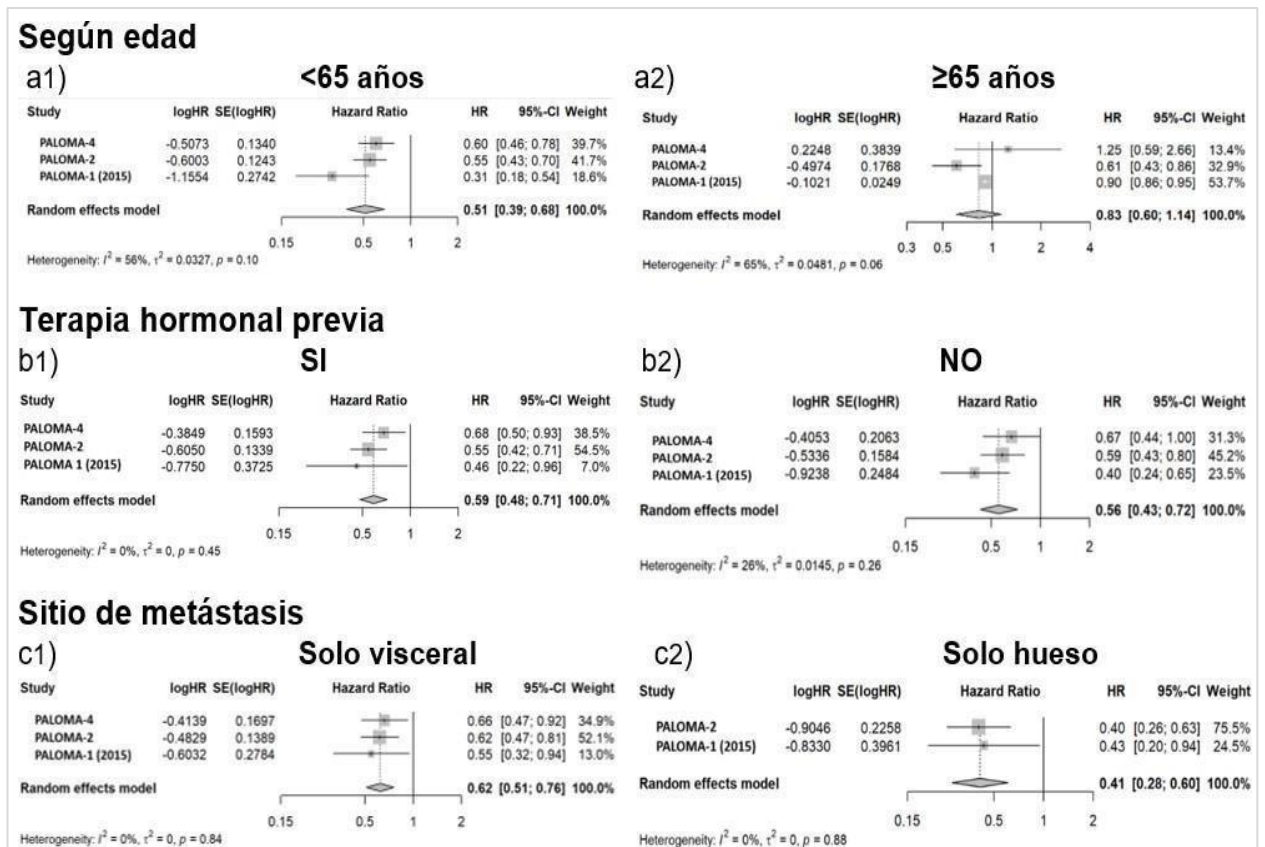 Según edad
a1) <65 años
Study logHR SE(logHR) Hazard Ratio HR 95%-CI Weight
PALOMA-4 -0.5073 0.1340 0.60 [0.46; 0.78] 39.7%
PALOMA-2 -0.6003 0.1243 0.55 [0.43; 0.70] 41.7%
PALOMA-1 (2015) -1.1554 0.2742 0.31 [0.18; 0.54] 18.6%
Random effects model 0.51 [0.39; 0.68] 100.0%
0.15 0.5 1 2
Heterogeneity: I² = 56%, τ² = 0.0327, p = 0.10
a2) ≥65 años
Study logHR SE(logHR) Hazard Ratio HR 95%-CI Weight
PALOMA-4 0.2248 0.3839 1.25 [0.59; 2.66] 13.4%
PALOMA-2 -0.4974 0.1768 0.61 [0.43; 0.86] 32.9%
PALOMA-1 (2015) -0.1021 0.0249 0.90 [0.86; 0.95] 53.7%
Random effects model 0.83 [0.60; 1.14] 100.0%
0.3 0.5 1 2 4
Heterogeneity: I² = 65%, τ² = 0.0481, p = 0.06
Terapia hormonal previa
b1) SI
Study logHR SE(logHR) Hazard Ratio HR 95%-CI Weight
PALOMA-4 -0.3849 0.1593 0.68 [0.50; 0.93] 38.5%
PALOMA-2 -0.6050 0.1339 0.55 [0.42; 0.71] 54.5%
PALOMA 1 (2015) -0.7750 0.3725 0.46 [0.22; 0.96] 7.0%
Random effects model 0.59 [0.48; 0.71] 100.0%
0.15 0.5 1 2
Heterogeneity: I² = 0%, τ² = 0, p = 0.45
b2) NO
Study logHR SE(logHR) Hazard Ratio HR 95%-CI Weight
PALOMA-4 -0.4053 0.2063 0.67 [0.44; 1.00] 31.3%
PALOMA-2 -0.5336 0.1584 0.59 [0.43; 0.80] 45.2%
PALOMA-1 (2015) -0.9238 0.2484 0.40 [0.24; 0.65] 23.5%
Random effects model 0.56 [0.43; 0.72] 100.0%
0.15 0.5 1 2
Heterogeneity: I² = 26%, τ² = 0.0145, p = 0.26
Sitio de metástasis
c1) Solo visceral
Study logHR SE(logHR) Hazard Ratio HR 95%-CI Weight
PALOMA-4 -0.4139 0.1697 0.66 [0.47; 0.92] 34.9%
PALOMA-2 -0.4829 0.1389 0.62 [0.47; 0.81] 52.1%
PALOMA-1 (2015) -0.6032 0.2784 0.55 [0.32; 0.94] 13.0%
Random effects model 0.62 [0.51; 0.76] 100.0%
0.15 0.5 1 2
Heterogeneity: I² = 0%, τ² = 0, p = 0.84
c2) Solo hueso
Study logHR SE(logHR) Hazard Ratio HR 95%-CI Weight
PALOMA-2 -0.9046 0.2258 0.40 [0.26; 0.63] 75.5%
PALOMA-1 (2015) -0.8330 0.3961 0.43 [0.20; 0.94] 24.5%
Random effects model 0.41 [0.28; 0.60] 100.0%
0.15 0.5 1 2
Heterogeneity: I² = 0%, τ² = 0, p = 0.88